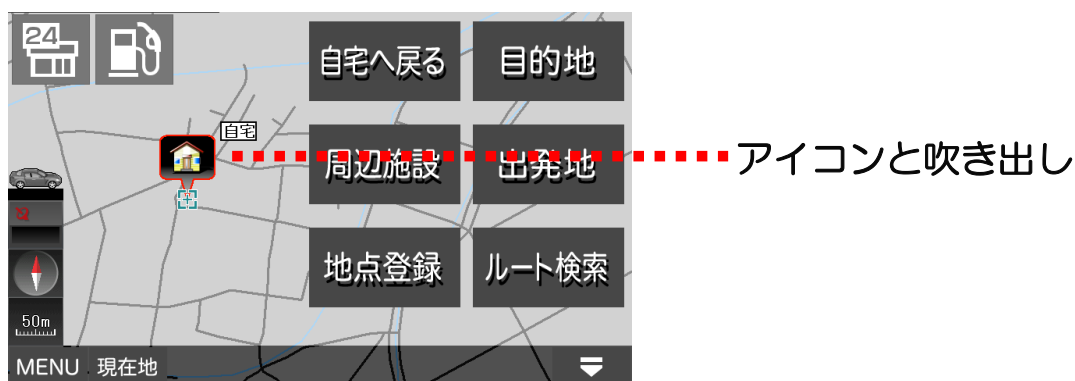 24
自宅へ戻る
目的地
自宅
周辺施設
出発地
アイコンと吹き出し
地点登録
ルート検索
50m
MENU
現在地